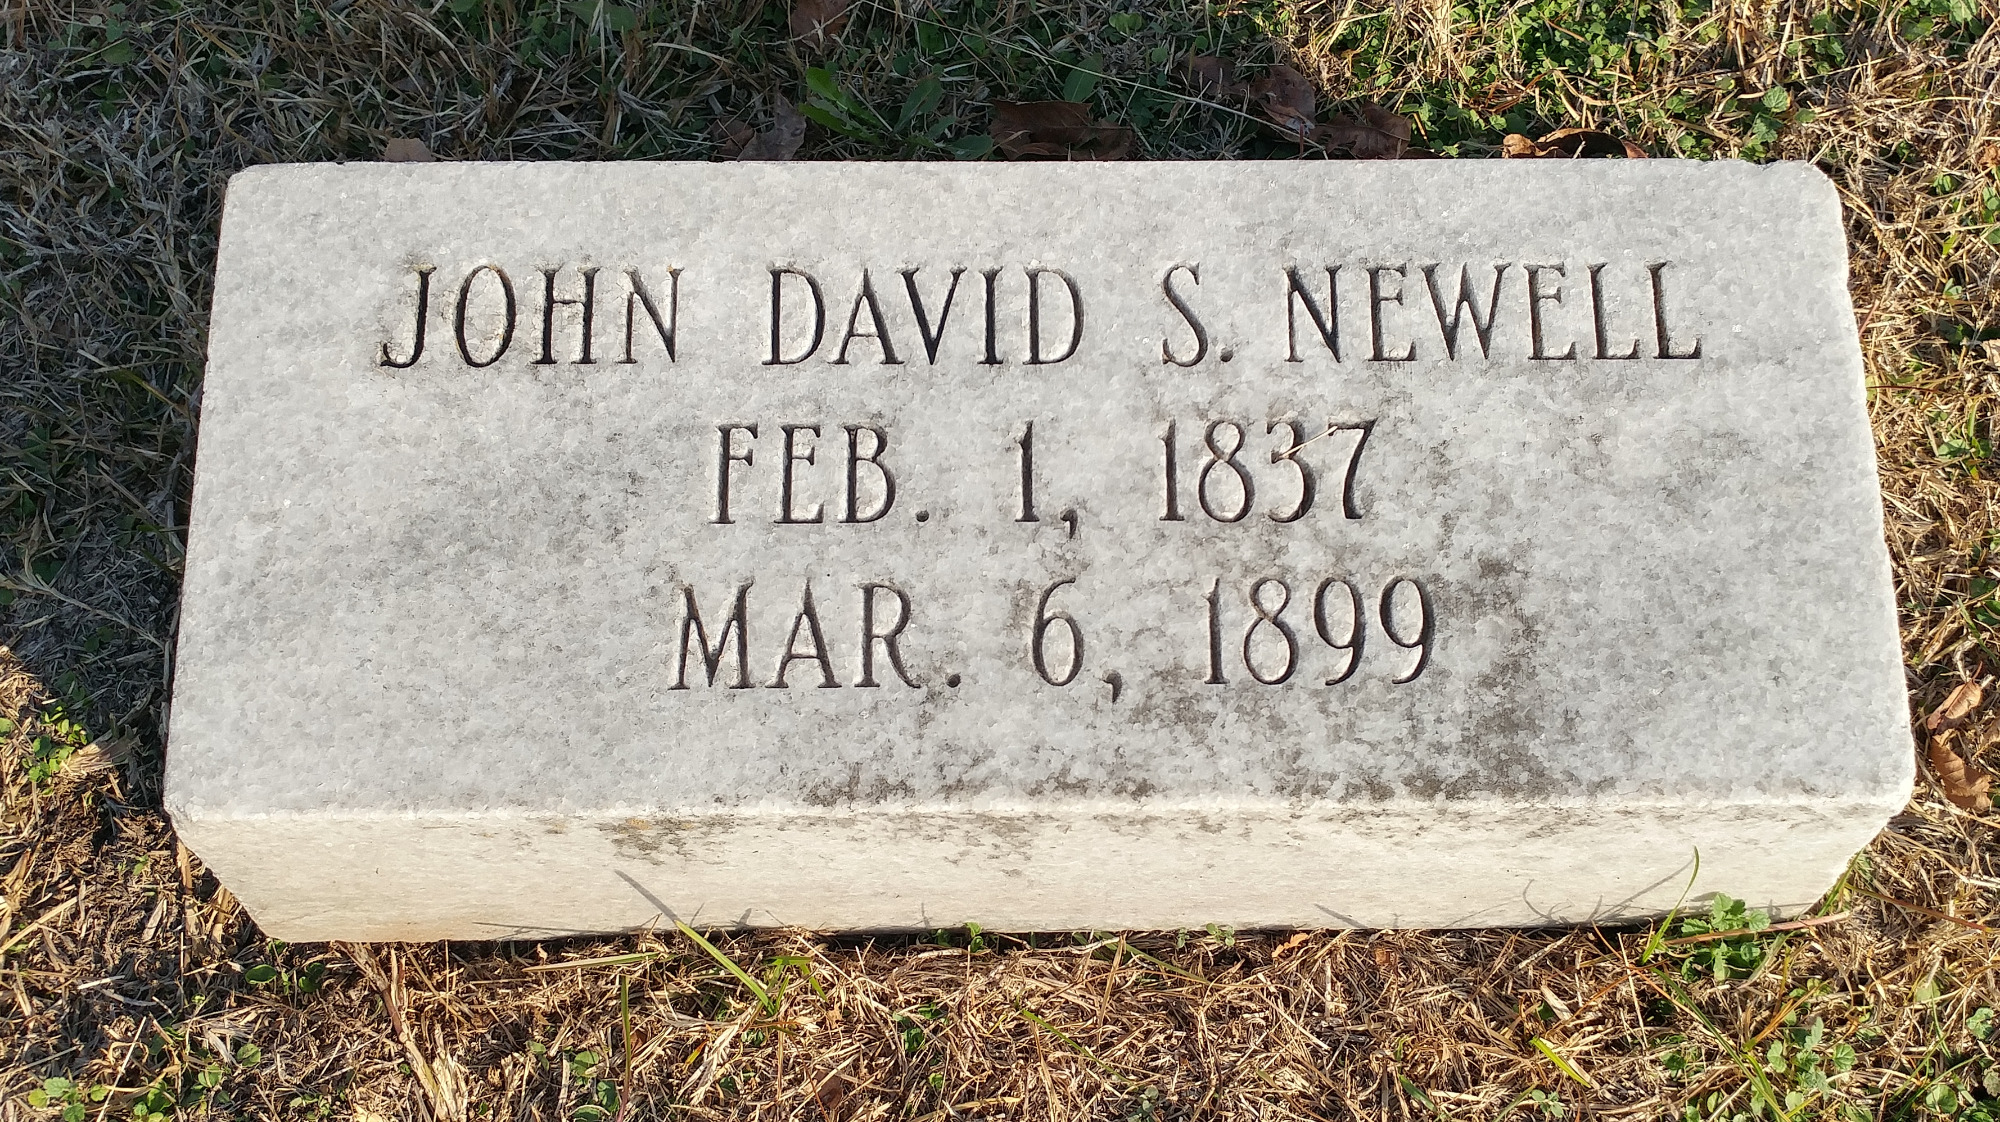 JOHN DAVID S. NEWELL
FEB. 1, 1837
MAR. 6, 1899